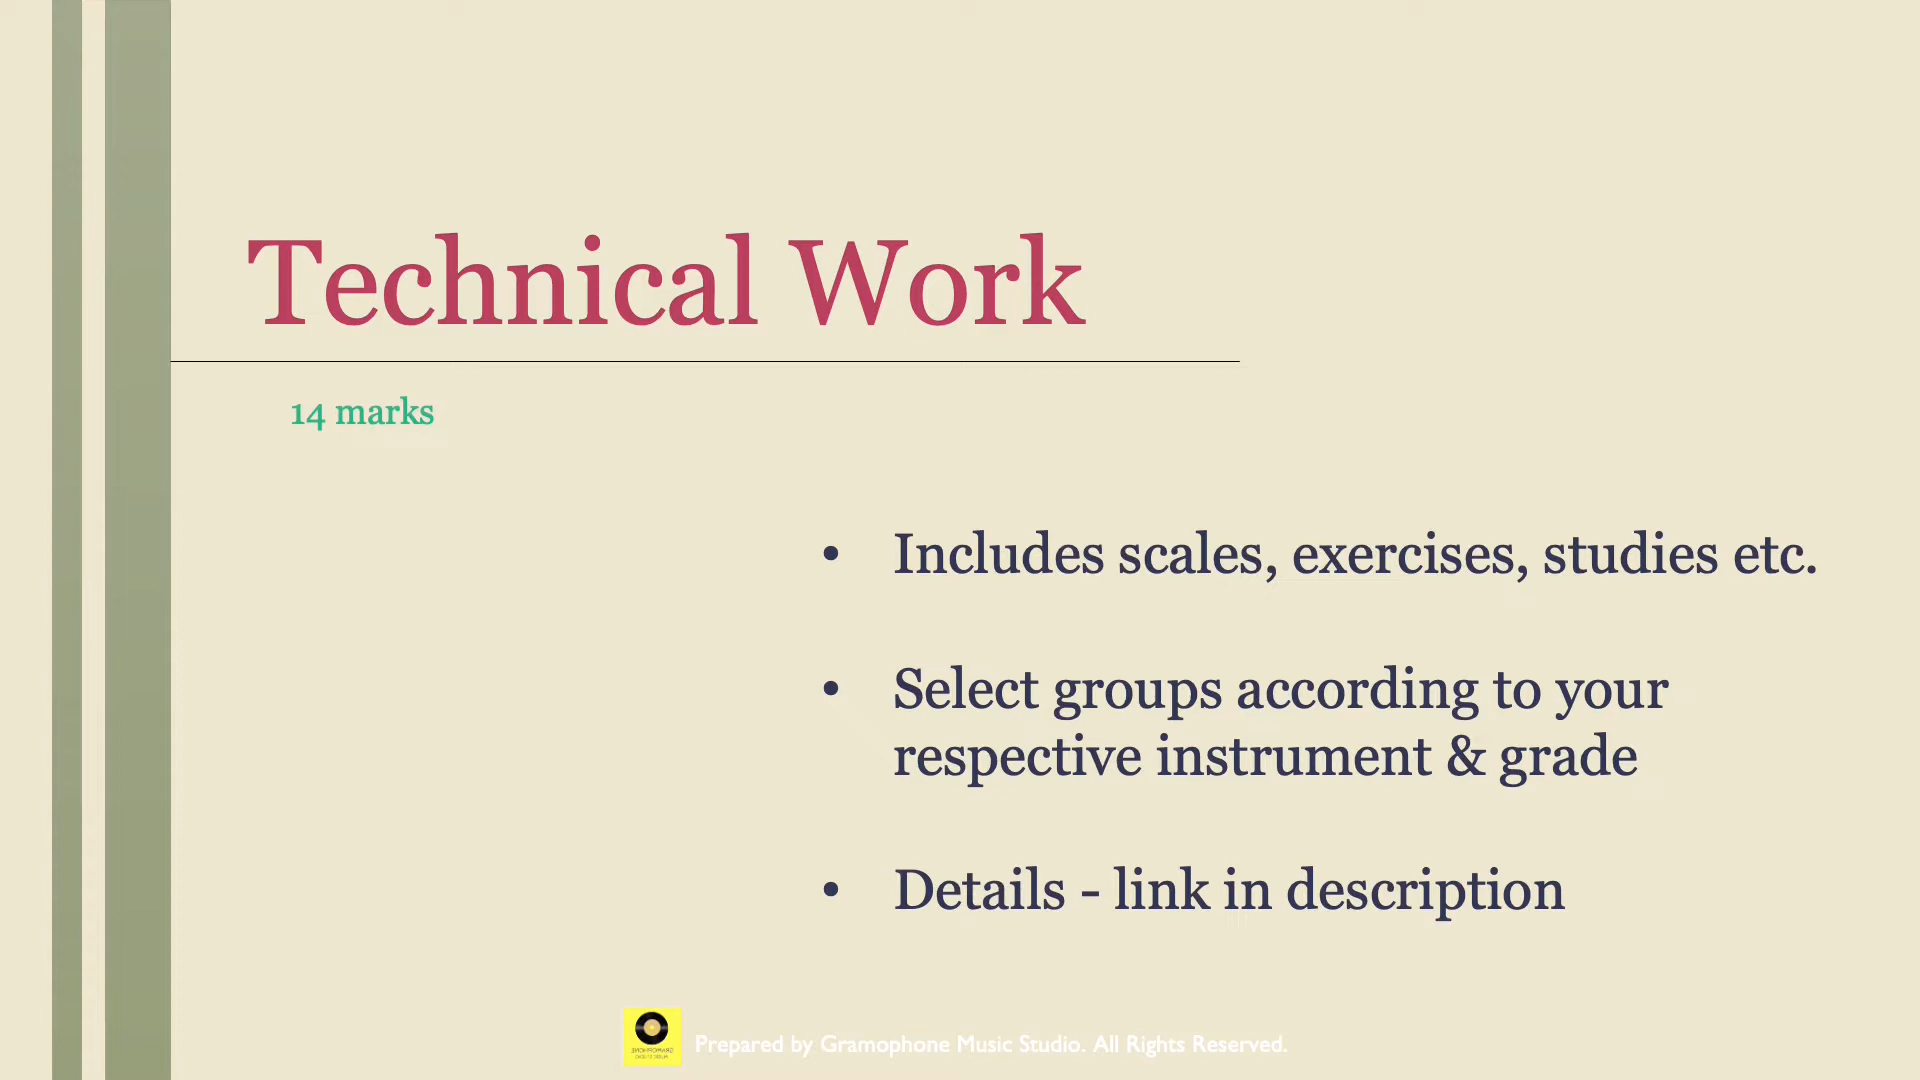 Technical Work
14 marks
• Includes scales, exercises, studies etc.
• Select groups according to your
respective instrument & grade
• Details - link in description
Prepared by Gramophone Music Studio. All Rights Reserved.